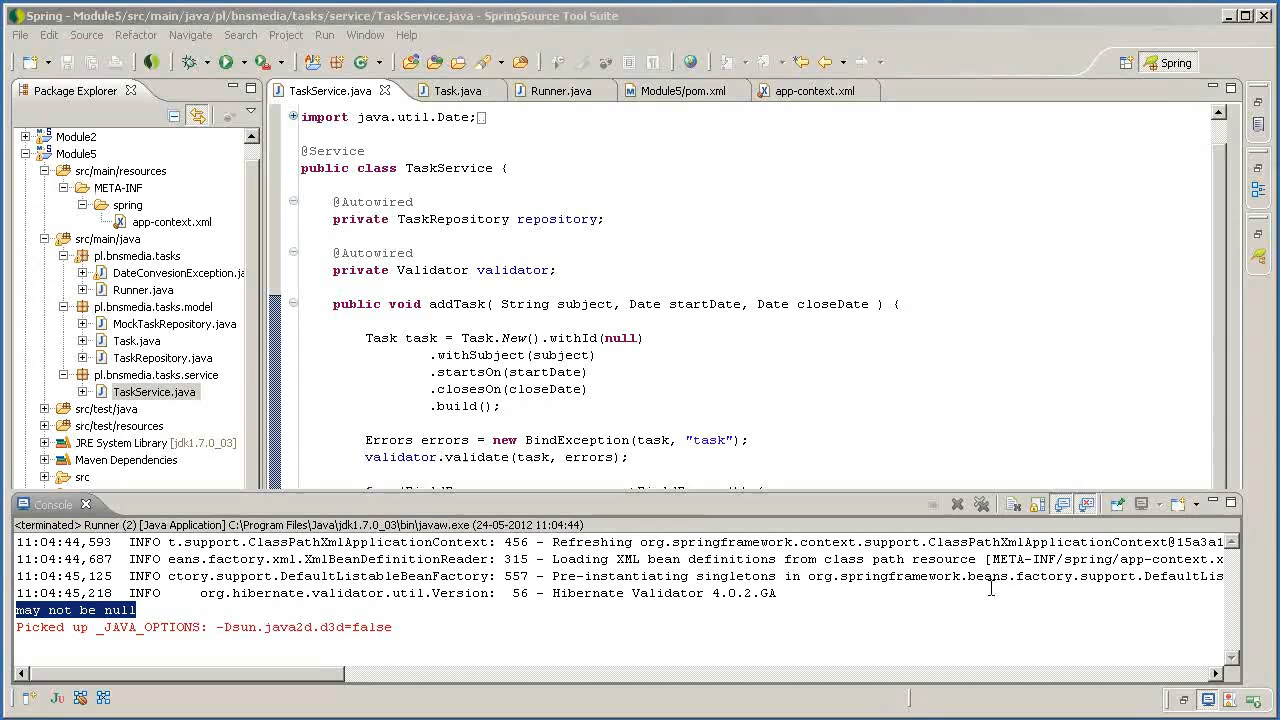 Spring - Module5/src/main/java/pl/bnsmedia/tasks/service/TaskService.java - SpringSource Tool Suite
File Edit Source Refactor Navigate Search Project Run Window Help
Spring
Package Explorer
TaskService.java Task.java Runner.java Module5/pom.xml app-context.xml
Module2
Module5
src/main/resources
META-INF
spring
app-context.xml
src/main/java
pl.bnsmedia.tasks
DateConvesionException.ja
Runner.java
pl.bnsmedia.tasks.model
MockTaskRepository.java
Task.java
TaskRepository.java
pl.bnsmedia.tasks.service
TaskService.java
src/test/java
src/test/resources
JRE System Library [jdk1.7.0_03]
Maven Dependencies
src
import java.util.Date;
@Service
public class TaskService {
@Autowired
private TaskRepository repository;
@Autowired
private Validator validator;
public void addTask( String subject, Date startDate, Date closeDate ) {
Task task = Task.New().withId(null)
.withSubject(subject)
.startsOn(startDate)
.closesOn(closeDate)
.build();
Errors errors = new BindException(task, "task");
validator.validate(task, errors);
Console
<terminated> Runner (2) [Java Application] C:\Program Files\Java\jdk1.7.0_03\bin\javaw.exe (24-05-2012 11:04:44)
11:04:44,593 INFO t.support.ClassPathXmlApplicationContext: 456 - Refreshing org.springframework.context.support.ClassPathXmlApplicationContext@15a3a1
11:04:44,687 INFO eans.factory.xml.XmlBeanDefinitionReader: 315 - Loading XML bean definitions from class path resource [META-INF/spring/app-context.x
11:04:45,125 INFO ctory.support.DefaultListableBeanFactory: 557 - Pre-instantiating singletons in org.springframework.beans.factory.support.DefaultLis
11:04:45,218 INFO org.hibernate.validator.util.Version: 56 - Hibernate Validator 4.0.2.GA
may not be null
Picked up _JAVA_OPTIONS: -Dsun.java2d.d3d=false